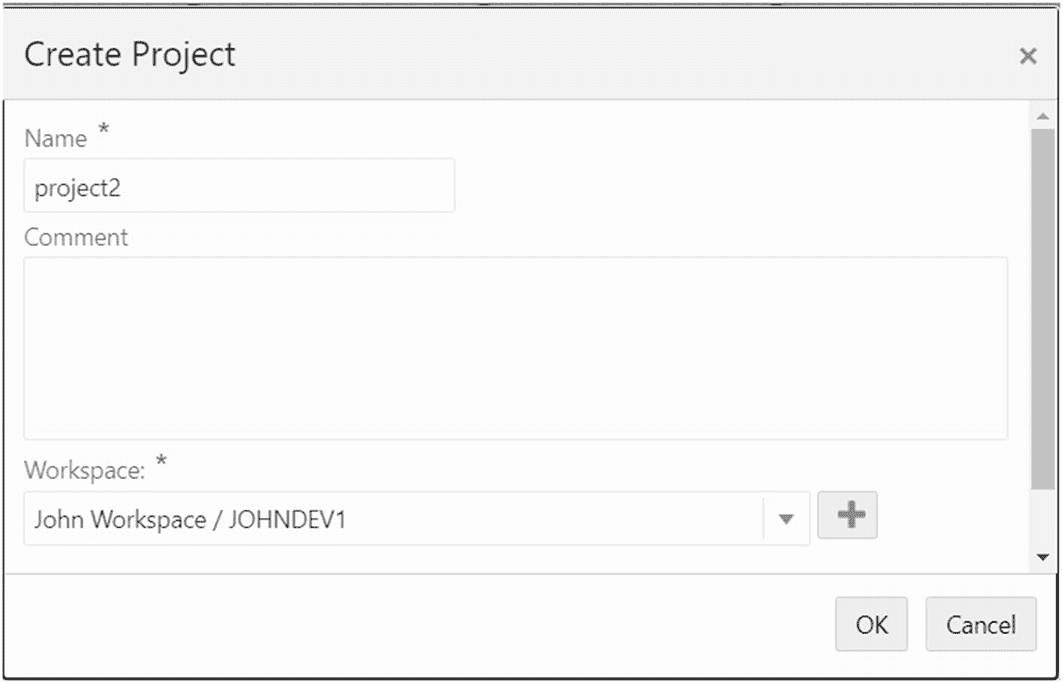 Create Project
Name *
project2
Comment
Workspace: *
John Workspace / JOHNDEV1
OK Cancel